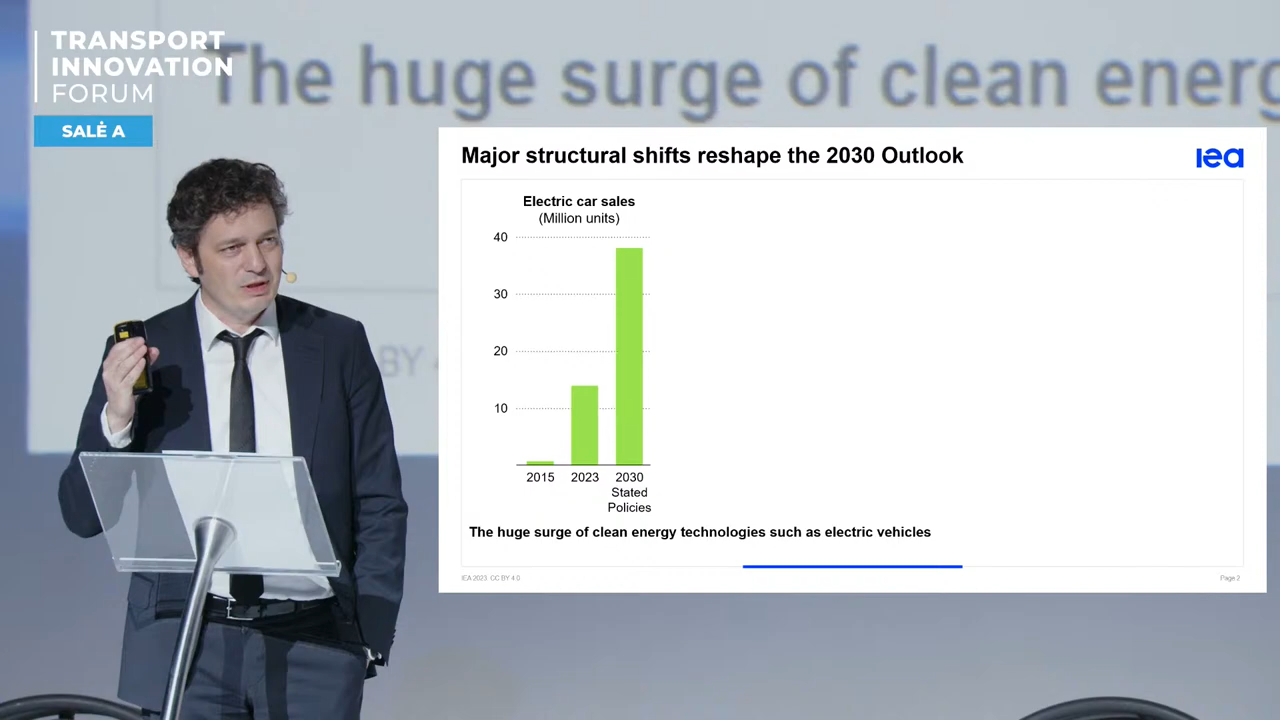 TRANSPORT
INNOVATION
FORUM
SALĖ A
The huge surge of clean energ
BY 4
Major structural shifts reshape the 2030 Outlook
iea
Electric car sales
(Million units)
40
30
20
10
2015 2023 2030
Stated
Policies
The huge surge of clean energy technologies such as electric vehicles
IEA 2023. CC BY 4.0
Page 2